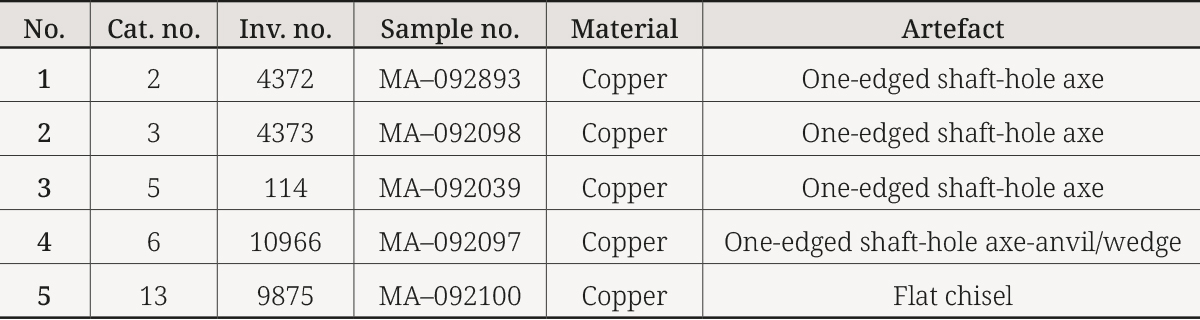 No. Cat. no. Inv. no. Sample no. Material Artefact
1 2 4372 MA–092893 Copper One-edged shaft-hole axe
2 3 4373 MA–092098 Copper One-edged shaft-hole axe
3 5 114 MA–092039 Copper One-edged shaft-hole axe
4 6 10966 MA–092097 Copper One-edged shaft-hole axe-anvil/wedge
5 13 9875 MA–092100 Copper Flat chisel